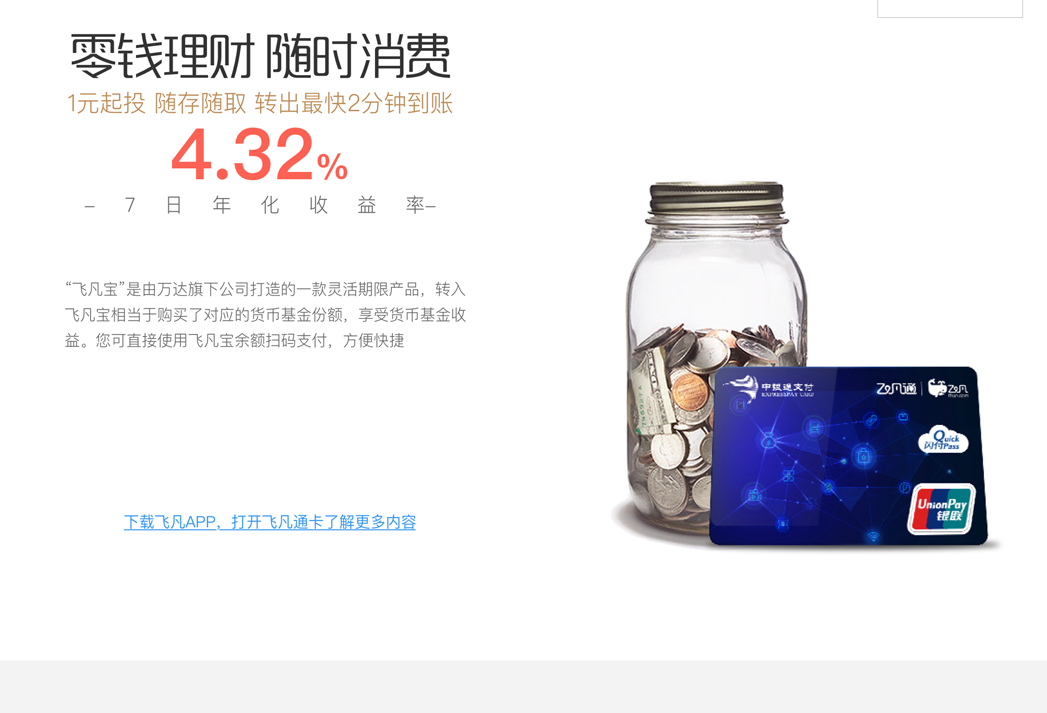 零钱理财 随时消费
1元起投 随存随取 转出最快2分钟到账
4.32%
– 7日年化收益率–
“飞凡宝”是由万达旗下公司打造的一款灵活期限产品，转入
飞凡宝相当于购买了对应的货币基金份额，享受货币基金收
益。您可直接使用飞凡宝余额扫码支付，方便快捷
下载飞凡APP，打开飞凡通卡了解更多内容
中银通支付
EXPRESSPAY CARD
飞凡通
飞凡
Quick
闪付Pass
UnionPay
银联